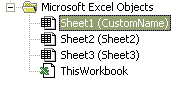 Microsoft Excel Objects
Sheet1 (CustomName)
Sheet2 (Sheet2)
Sheet3 (Sheet3)
ThisWorkbook